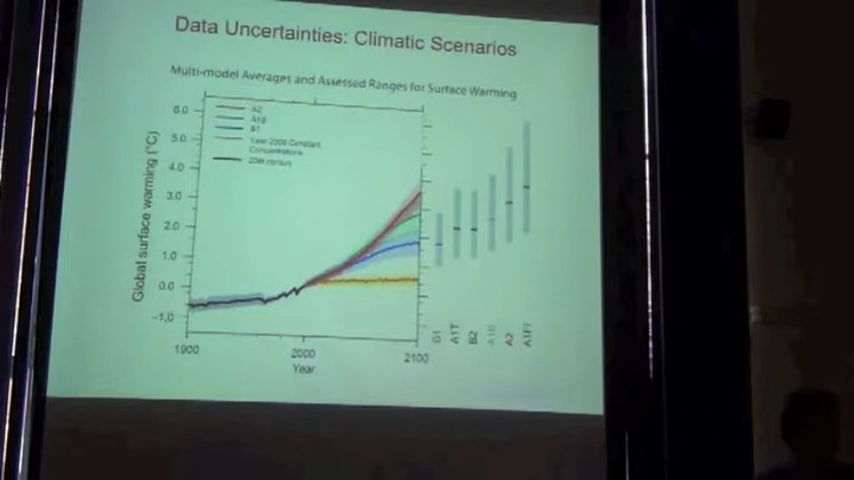 Data Uncertainties: Climatic Scenarios
Multi-model Averages and Assessed Ranges for Surface Warming
A2
A1B
B1
Year 2000 Constant
Concentrations
20th century
Global surface warming (°C)
6.0
5.0
4.0
3.0
2.0
1.0
0.0
−1.0
1900
2000
2100
Year
B1
A1T
B2
A1B
A2
A1FI